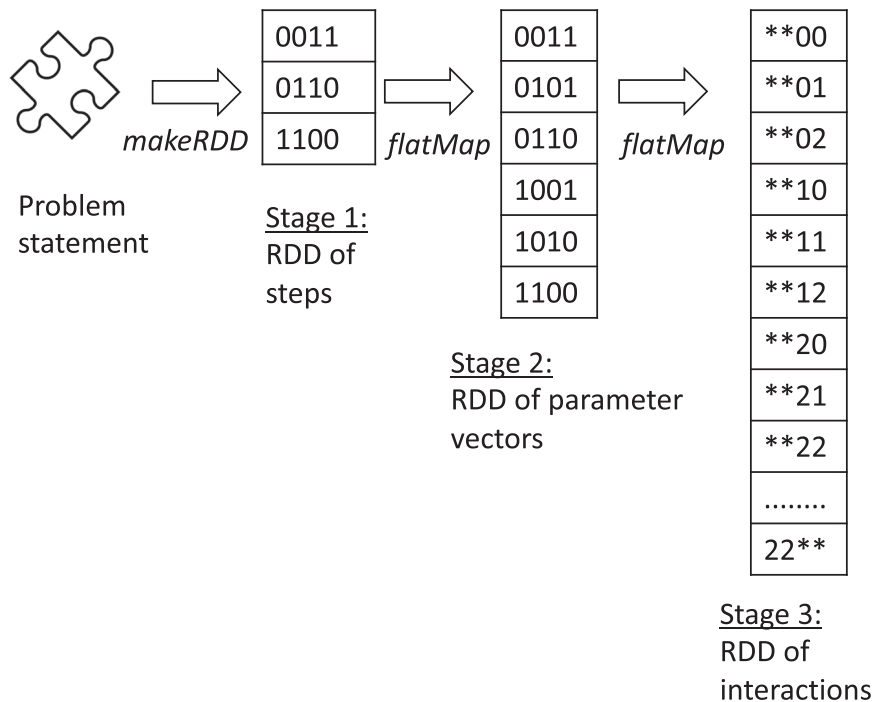 Problem
statement
makeRDD
0011
0110
1100
Stage 1:
RDD of
steps
flatMap
0011
0101
0110
1001
1010
1100
Stage 2:
RDD of parameter
vectors
flatMap
**00
**01
**02
**10
**11
**12
**20
**21
**22
........
22**
Stage 3:
RDD of
interactions